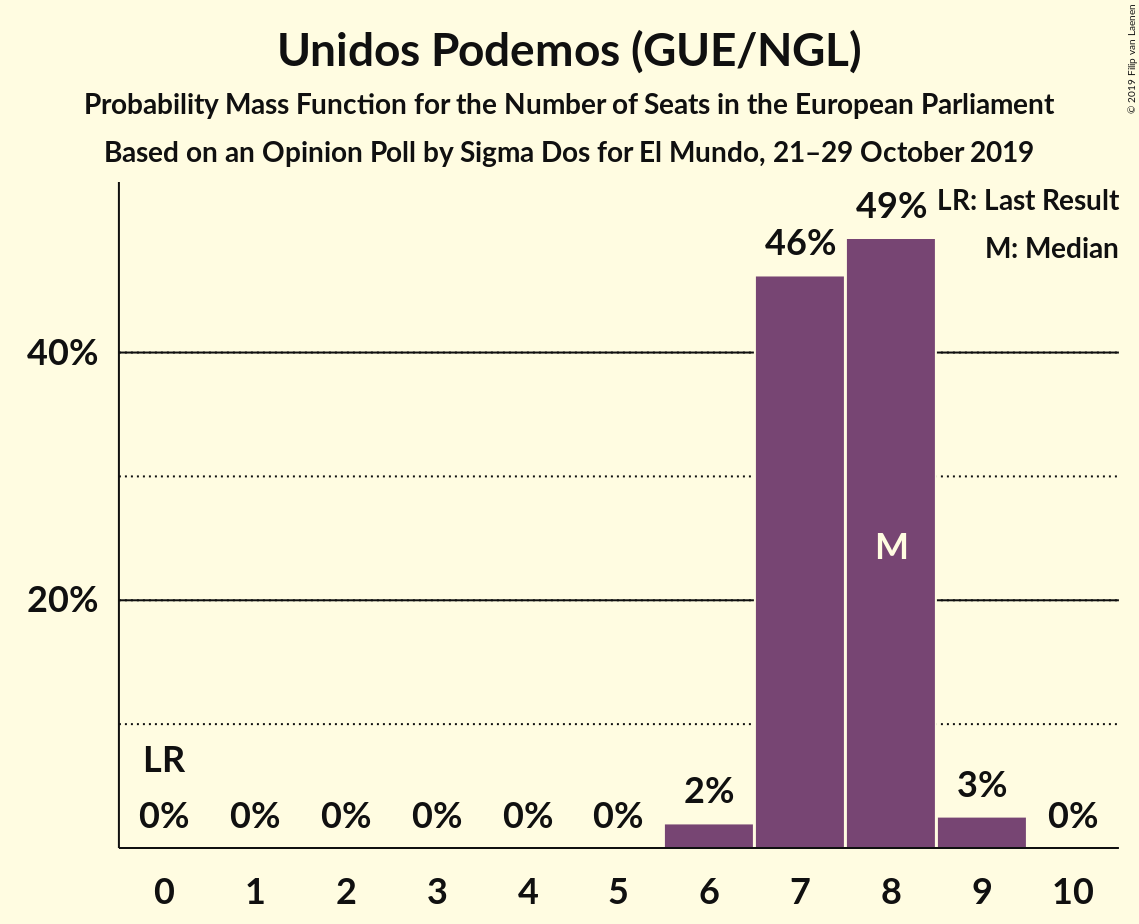 Unidos Podemos (GUE/NGL)
Probability Mass Function for the Number of Seats in the European Parliament
Based on an Opinion Poll by Sigma Dos for El Mundo, 21–29 October 2019
© 2019 Filip van Laenen
LR: Last Result
M: Median
49%
46%
40%
M
20%
LR
0% 0% 0% 0% 0% 0% 2% 3% 0%
0 1 2 3 4 5 6 7 8 9 10